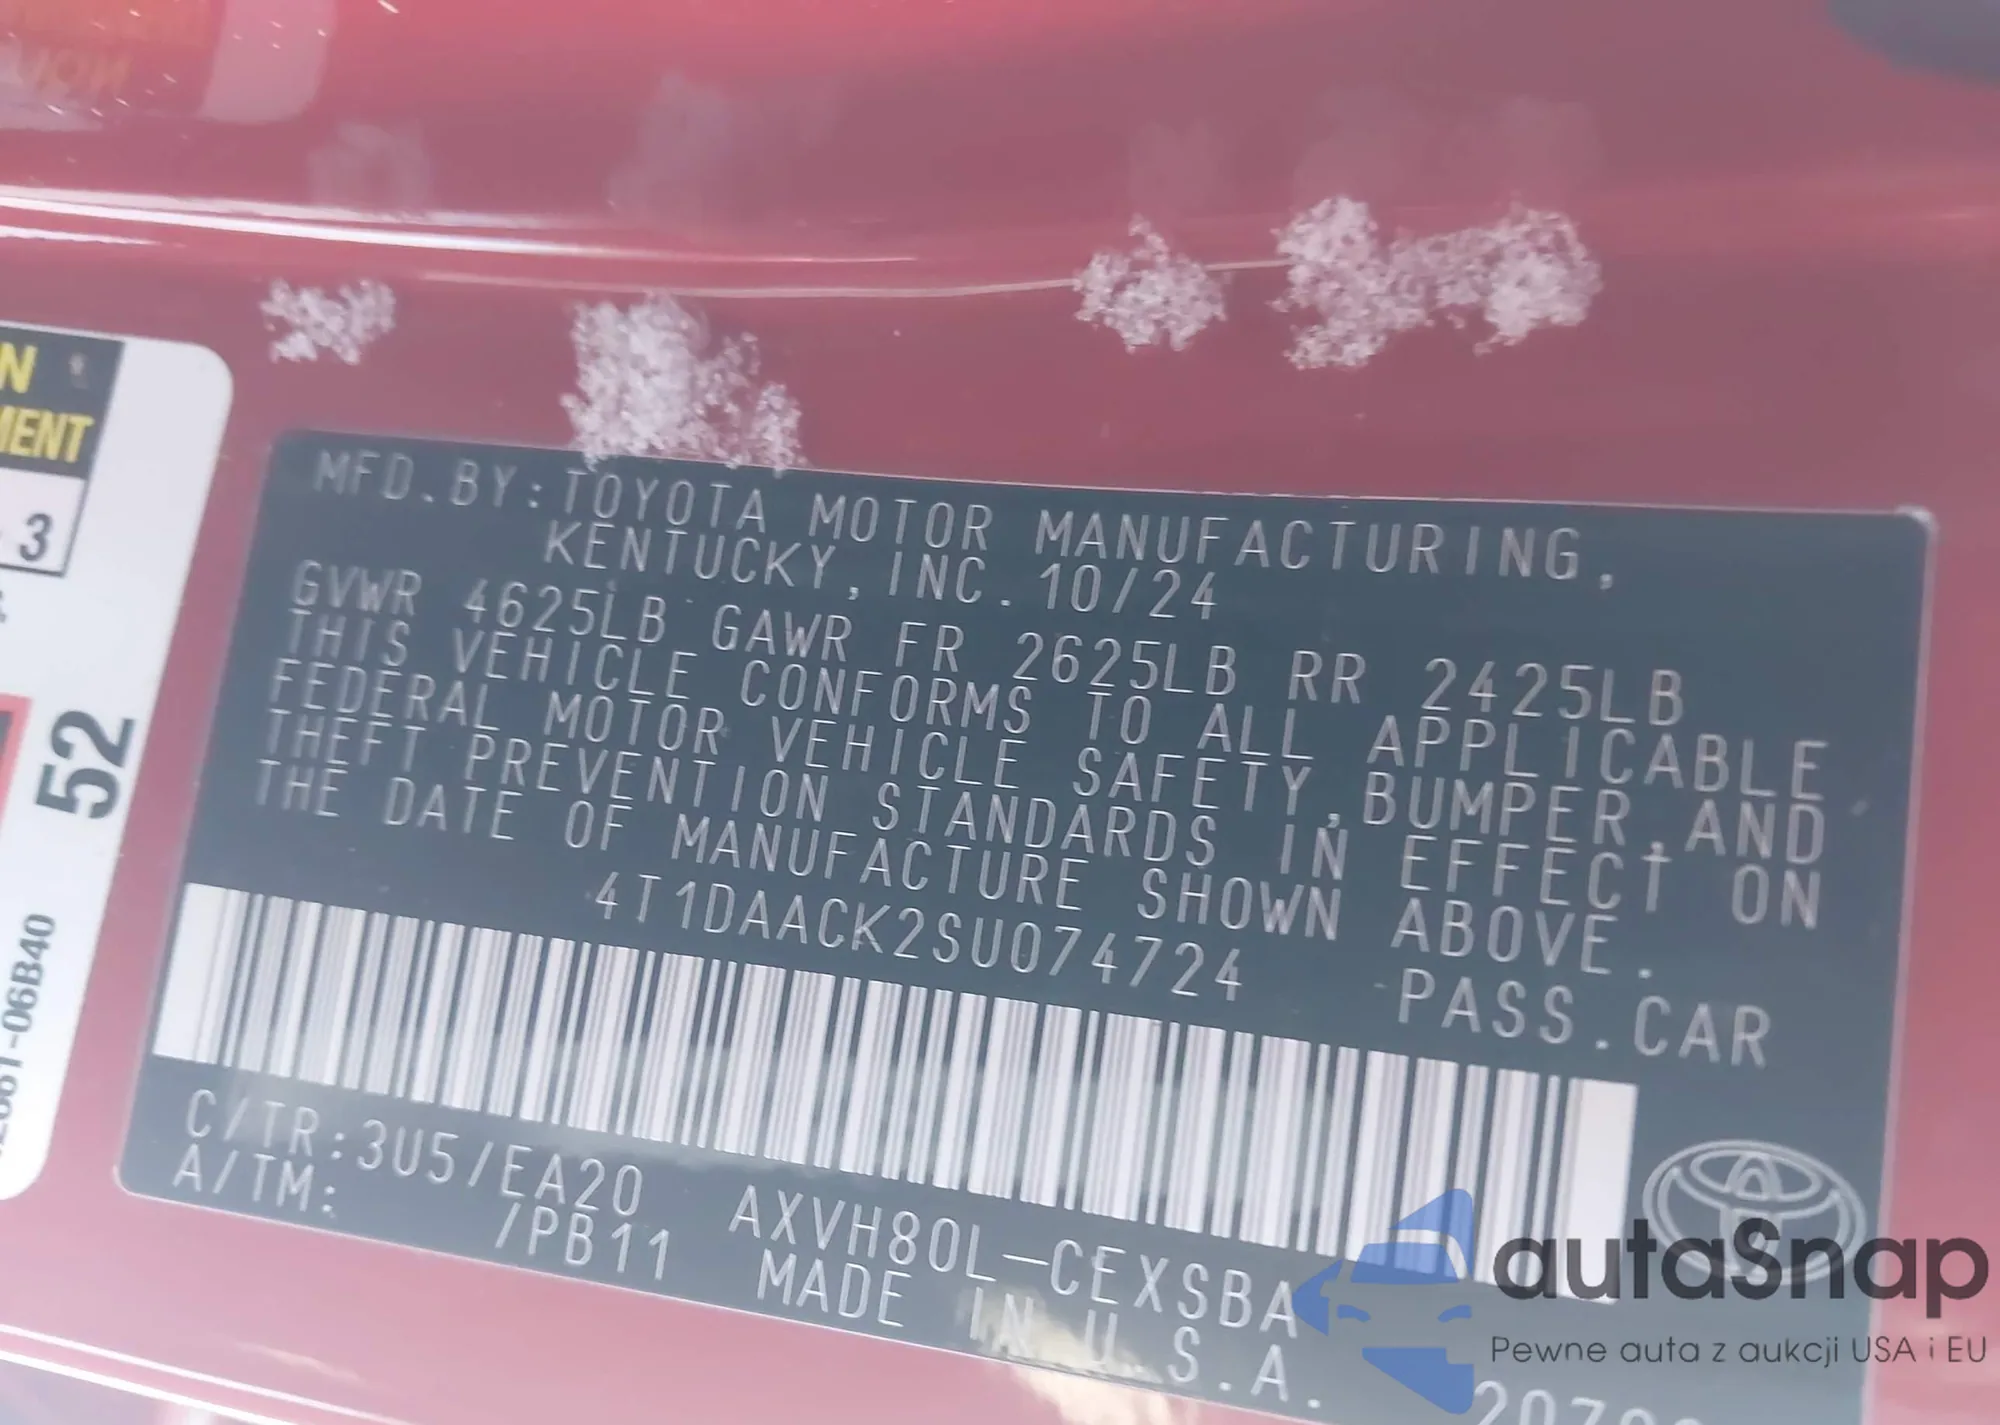 N
MENT
3
52
06B40
MFD.BY:TOYOTA MOTOR MANUFACTURING,
KENTUCKY, INC. 10/24
GVWR 4625LB GAWR FR 2625LB RR 2425LB
THIS VEHICLE CONFORMS TO ALL APPLICABLE
FEDERAL MOTOR VEHICLE SAFETY,BUMPER,AND
THEFT PREVENTION STANDARDS IN EFFECT ON
THE DATE OF MANUFACTURE SHOWN ABOVE.
4T1DAACK2SU074724 PASS.CAR
C/TR:3U5/EA20 AXVH80L-CEXSBA
A/TM: /PB11 MADE IN U.S.A.
autaSnap
Pewne auta z aukcji USA i EU